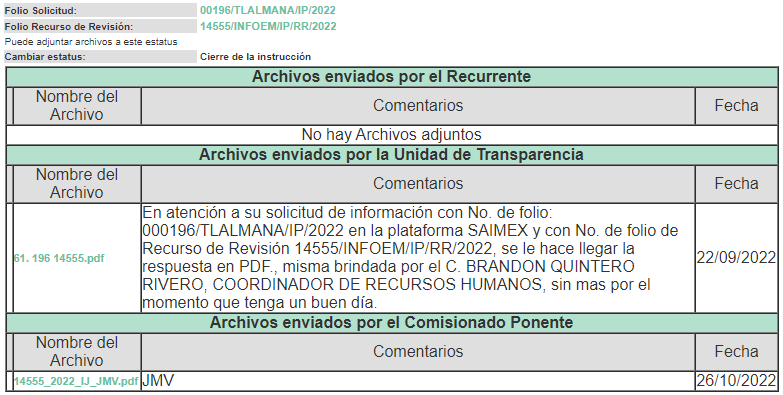 Folio Solicitud: 00196/TLALMANA/IP/2022
Folio Recurso de Revisión: 14555/INFOEM/IP/RR/2022
Puede adjuntar archivos a este estatus
Cambiar estatus: Cierre de la instrucción
Archivos enviados por el Recurrente
Nombre del Archivo Comentarios Fecha
No hay Archivos adjuntos
Archivos enviados por la Unidad de Transparencia
Nombre del Archivo Comentarios Fecha
61. 196 14555.pdf
En atención a su solicitud de información con No. de folio:
000196/TLALMANA/IP/2022 en la plataforma SAIMEX y con No. de folio de
Recurso de Revisión 14555/INFOEM/IP/RR/2022, se le hace llegar la
respuesta en PDF., misma brindada por el C. BRANDON QUINTERO
RIVERO, COORDINADOR DE RECURSOS HUMANOS, sin mas por el
momento que tenga un buen día.
22/09/2022
Archivos enviados por el Comisionado Ponente
Nombre del Archivo Comentarios Fecha
14555_2022_IJ_JMV.pdf JMV 26/10/2022